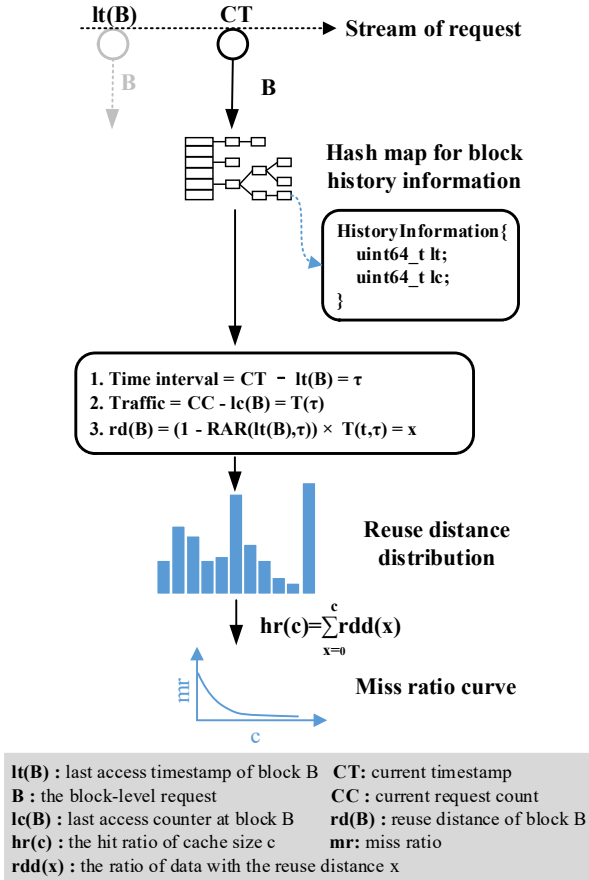 lt(B) CT
Stream of request
B B
Hash map for block
history information
HistoryInformation{
uint64_t lt;
uint64_t lc;
}
1. Time interval = CT - lt(B) = τ
2. Traffic = CC - lc(B) = T(τ)
3. rd(B) = (1 - RAR(lt(B),τ)) × T(t,τ) = x
Reuse distance
distribution
hr(c)=∑rdd(x)
c
x=0
mr
Miss ratio curve
c
lt(B) : last access timestamp of block B CT: current timestamp
B : the block-level request CC : current request count
lc(B) : last access counter at block B rd(B) : reuse distance of block B
hr(c) : the hit ratio of cache size c mr: miss ratio
rdd(x) : the ratio of data with the reuse distance x